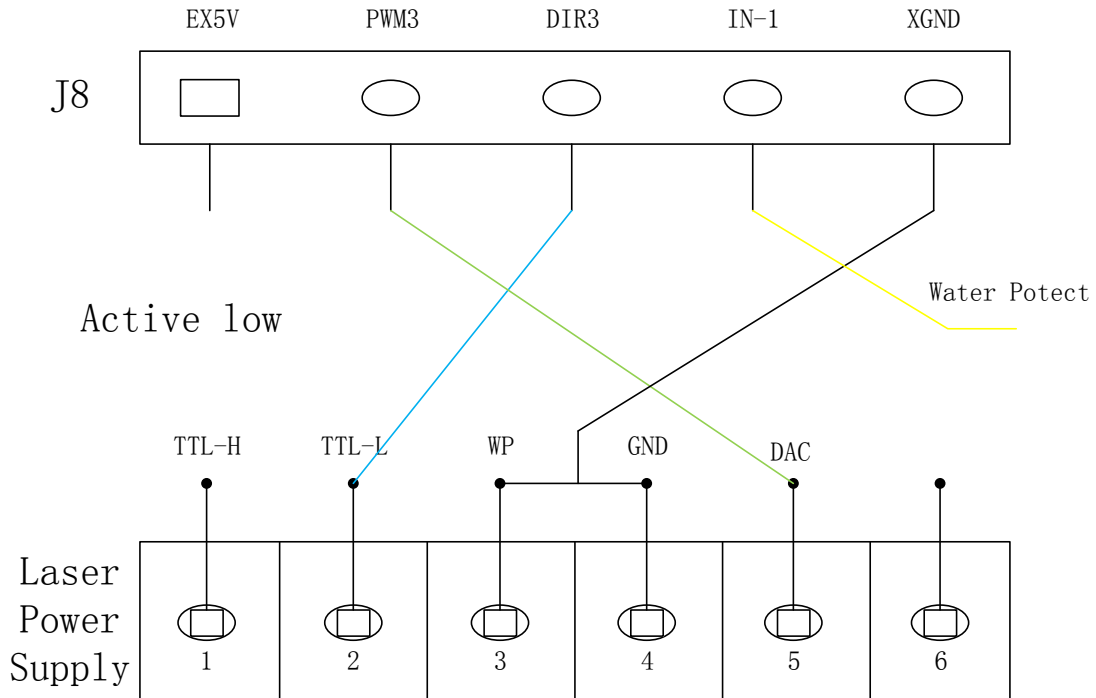 EX5V PWM3 DIR3 IN-1 XGND
J8
Water Potect
Active low
TTL-H TTL-L WP GND DAC
Laser
Power
Supply
1 2 3 4 5 6